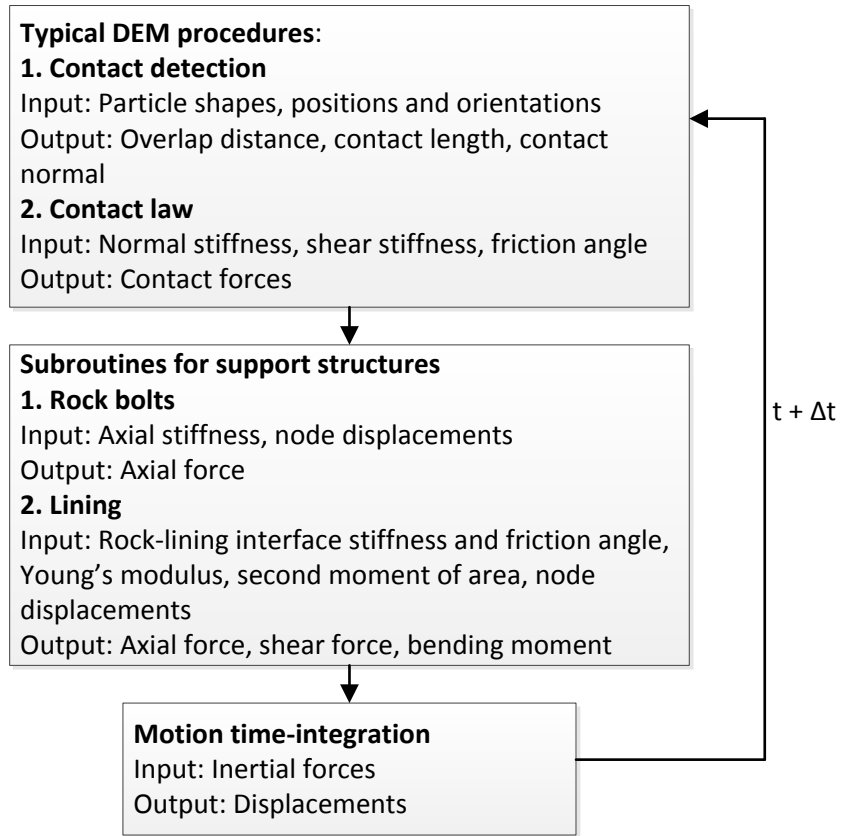 Typical DEM procedures:
1. Contact detection
Input: Particle shapes, positions and orientations
Output: Overlap distance, contact length, contact
normal
2. Contact law
Input: Normal stiffness, shear stiffness, friction angle
Output: Contact forces
Subroutines for support structures
1. Rock bolts
Input: Axial stiffness, node displacements
Output: Axial force
2. Lining
Input: Rock-lining interface stiffness and friction angle,
Young’s modulus, second moment of area, node
displacements
Output: Axial force, shear force, bending moment
t + Δt
Motion time-integration
Input: Inertial forces
Output: Displacements